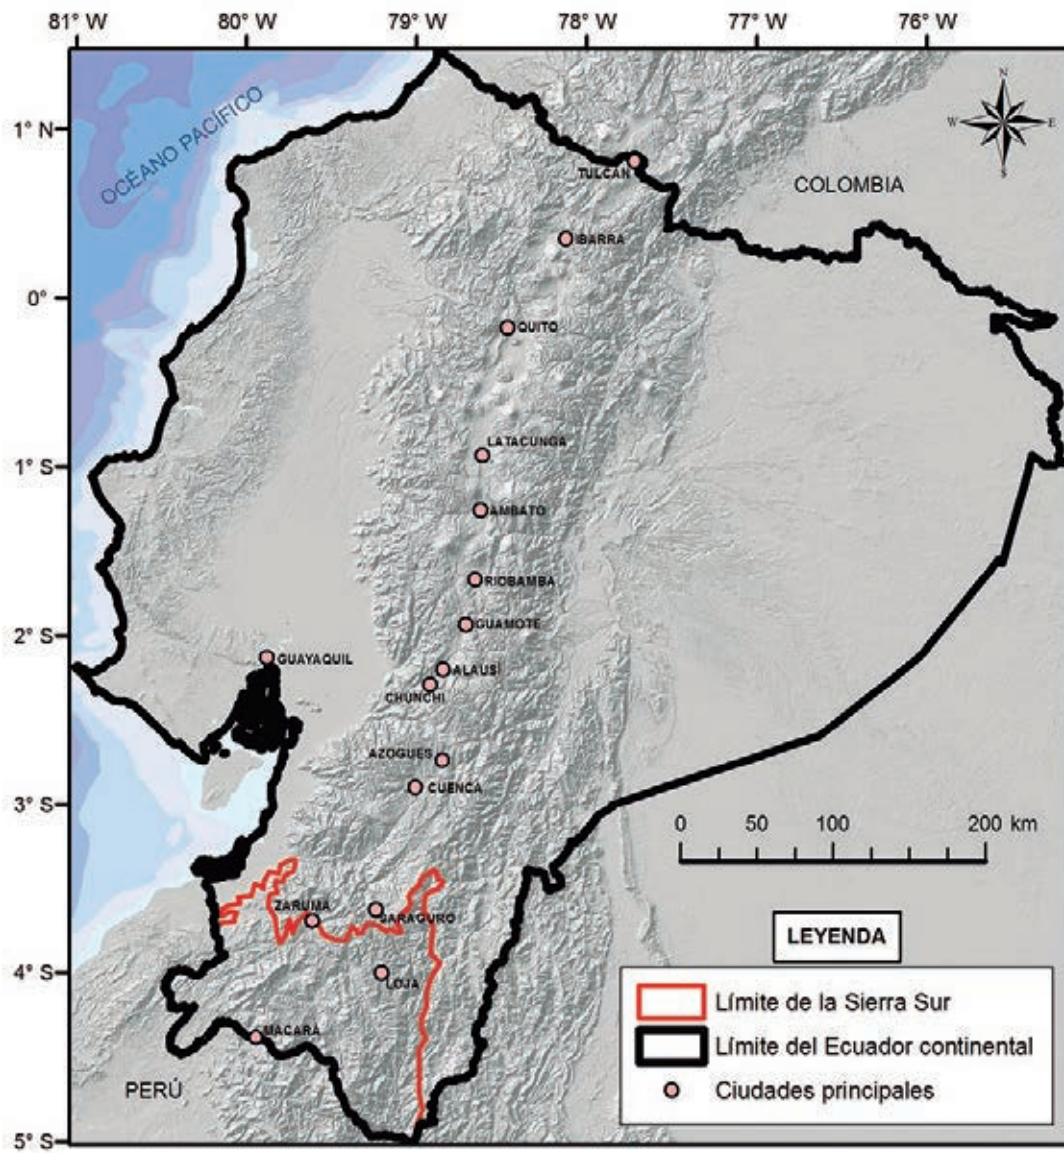 81° W 80° W 79° W 78° W 77° W 76° W
OCÉANO PACÍFICO
N
W E
S
1° N
TULCÁN
COLOMBIA
IBARRA
0°
QUITO
LATACUNGA
1° S
AMBATO
RIOBAMBA
GUAMOTE
2° S
GUAYAQUIL
ALAUSÍ
CHUNCHI
AZOGUES
CUENCA
3° S
0 50 100 200 km
ZARUMA
SARAGURO
LEYENDA
4° S
LOJA
Límite de la Sierra Sur
MACARÁ
Límite del Ecuador continental
PERÚ
Ciudades principales
5° S